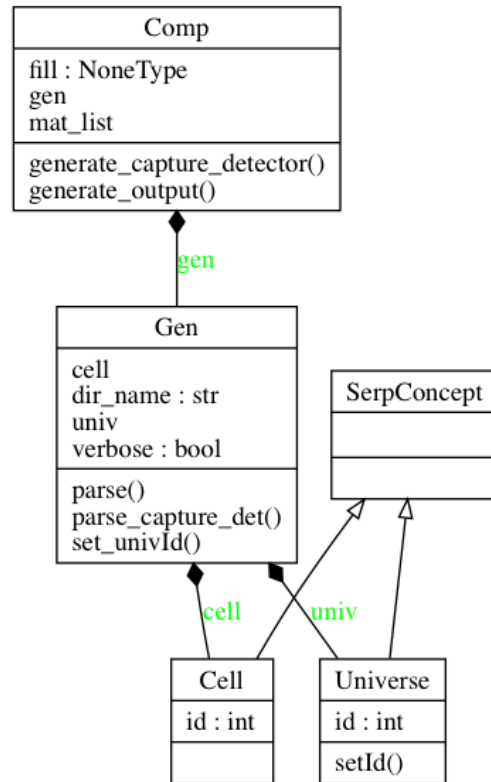 Comp
fill : NoneType
gen
mat_list
generate_capture_detector()
generate_output()
gen
Gen
cell
dir_name : str
univ
verbose : bool
parse()
parse_capture_det()
set_univId()
SerpConcept
cell
univ
Cell
id : int
Universe
id : int
setId()